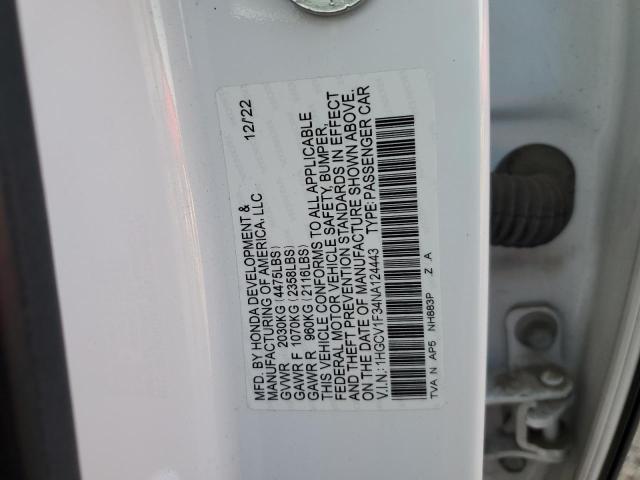 MFD. BY HONDA DEVELOPMENT & 12/22
MANUFACTURING OF AMERICA, LLC
GVWR 2030KG (4475LBS)
GAWR F 1070KG (2358LBS)
GAWR R 960KG (2116LBS)
THIS VEHICLE CONFORMS TO ALL APPLICABLE
FEDERAL MOTOR VEHICLE SAFETY, BUMPER,
AND THEFT PREVENTION STANDARDS IN EFFECT
ON THE DATE OF MANUFACTURE SHOWN ABOVE.
V.I.N.: 1HGCV1F34NA124443 TYPE: PASSENGER CAR
TVA N AP5 NH883P Z A